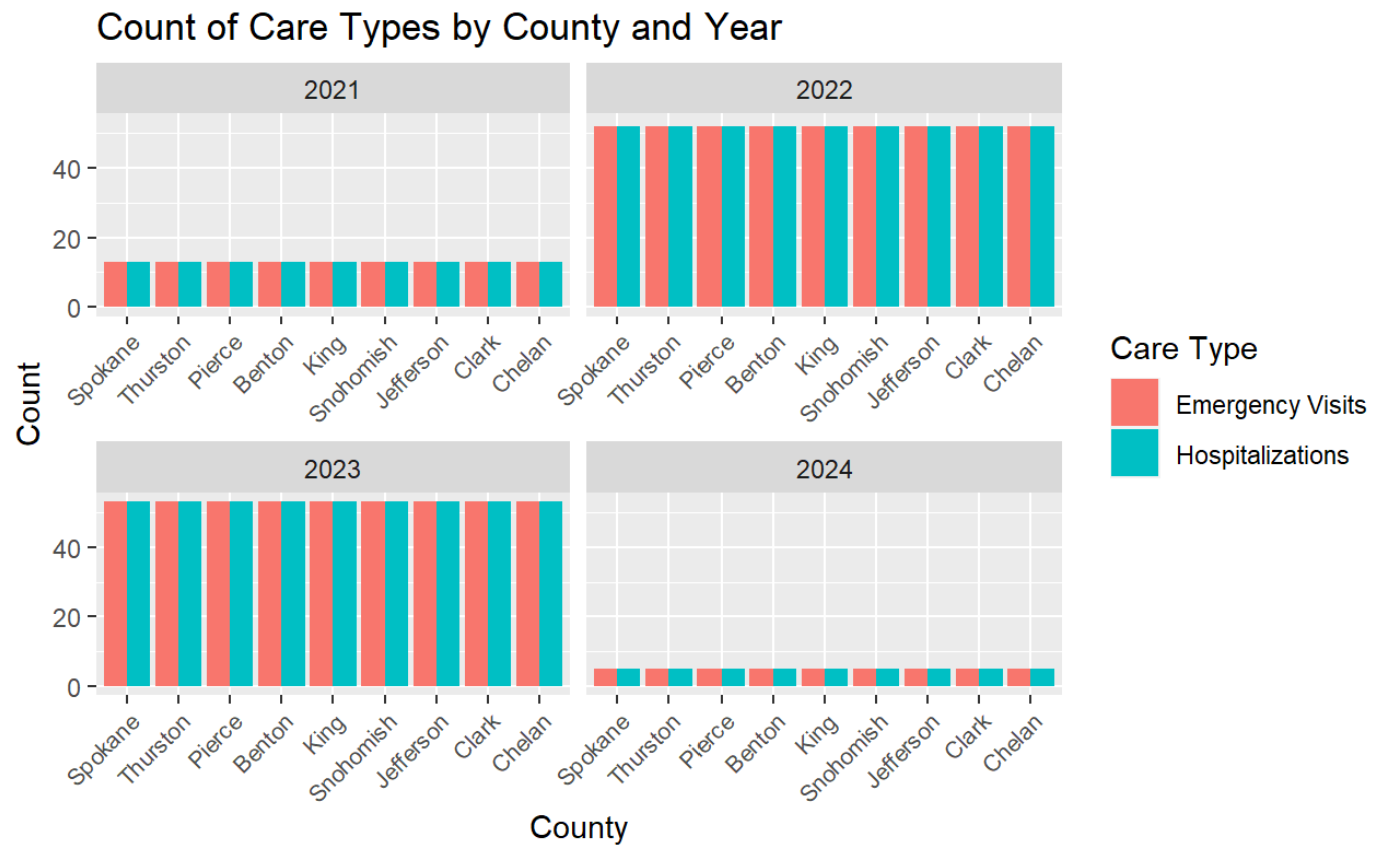 Count of Care Types by County and Year
2021
2022
40
20
0
Spokane
Thurston
Pierce
Benton
King
Snohomish
Jefferson
Clark
Chelan
Spokane
Thurston
Pierce
Benton
King
Snohomish
Jefferson
Clark
Chelan
Count
2023
2024
40
20
0
Spokane
Thurston
Pierce
Benton
King
Snohomish
Jefferson
Clark
Chelan
Spokane
Thurston
Pierce
Benton
King
Snohomish
Jefferson
Clark
Chelan
County
Care Type
Emergency Visits
Hospitalizations